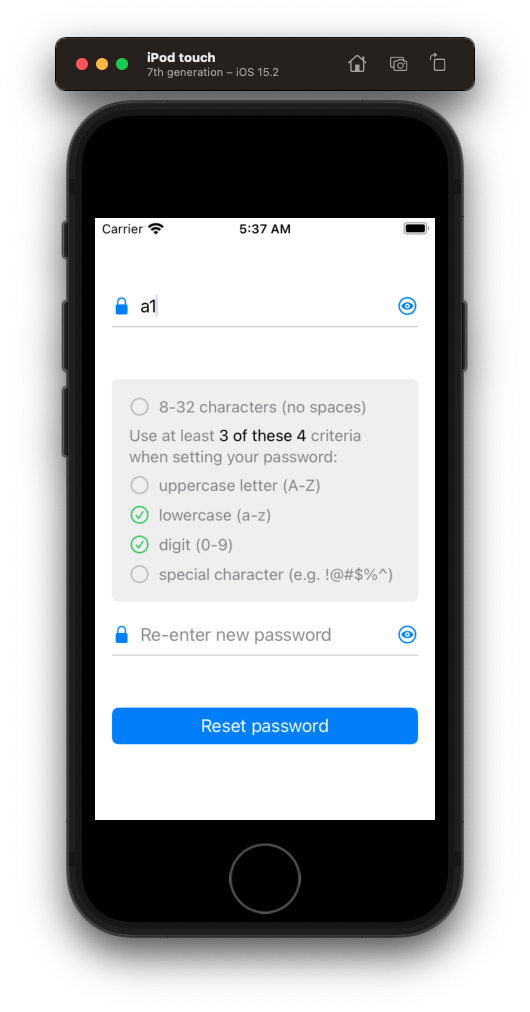 iPod touch
7th generation – iOS 15.2
Carrier 5:37 AM
a1
8-32 characters (no spaces)
Use at least 3 of these 4 criteria
when setting your password:
uppercase letter (A-Z)
lowercase (a-z)
digit (0-9)
special character (e.g. !@#$%^)
Re-enter new password
Reset password